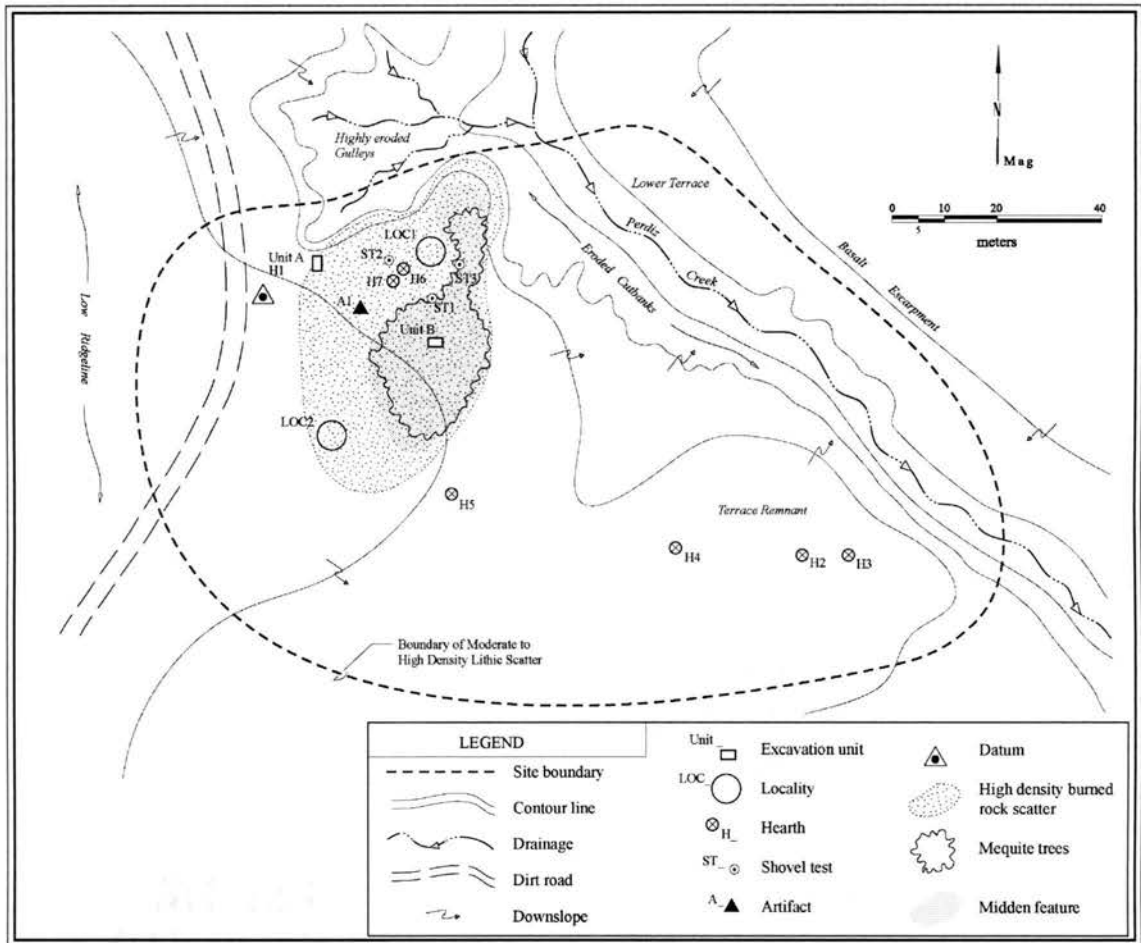 N
Mag
0 10 20 40
5
meters
Highly eroded
Gulleys
Lower Terrace
Perdiz
Creek
Eroded
Cutbanks
Basalt
Escarpment
Low
Ridgeline
Unit A
H1
LOC1
ST2
H6
H7
ST3
A1
ST1
Unit B
LOC2
H5
H4
H2
H3
Terrace Remnant
Boundary of Moderate to
High Density Lithic Scatter
LEGEND
Site boundary
Contour line
Drainage
Dirt road
Downslope
Unit_
Excavation unit
LOC_
Locality
H_
Hearth
ST_
Shovel test
A_
Artifact
Datum
High density burned
rock scatter
Mequite trees
Midden feature